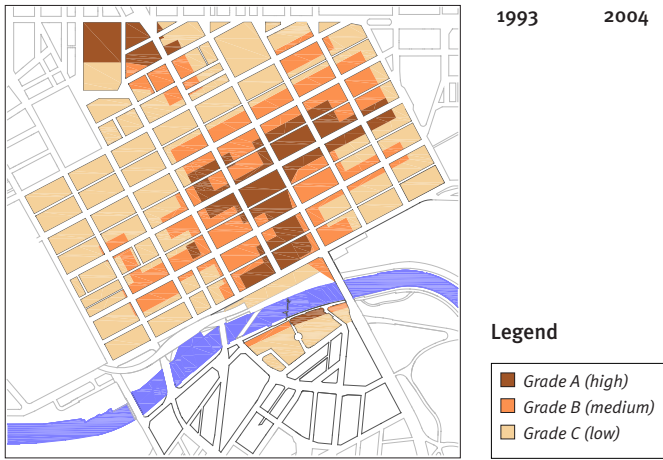 1993 2004
Legend
Grade A (high)
Grade B (medium)
Grade C (low)